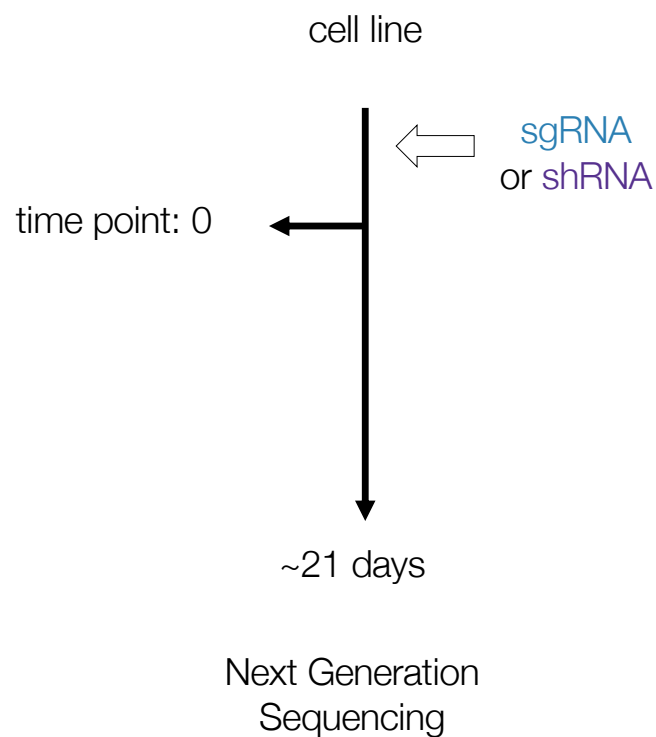 cell line
sgRNA
or shRNA
time point: 0
~21 days
Next Generation
Sequencing